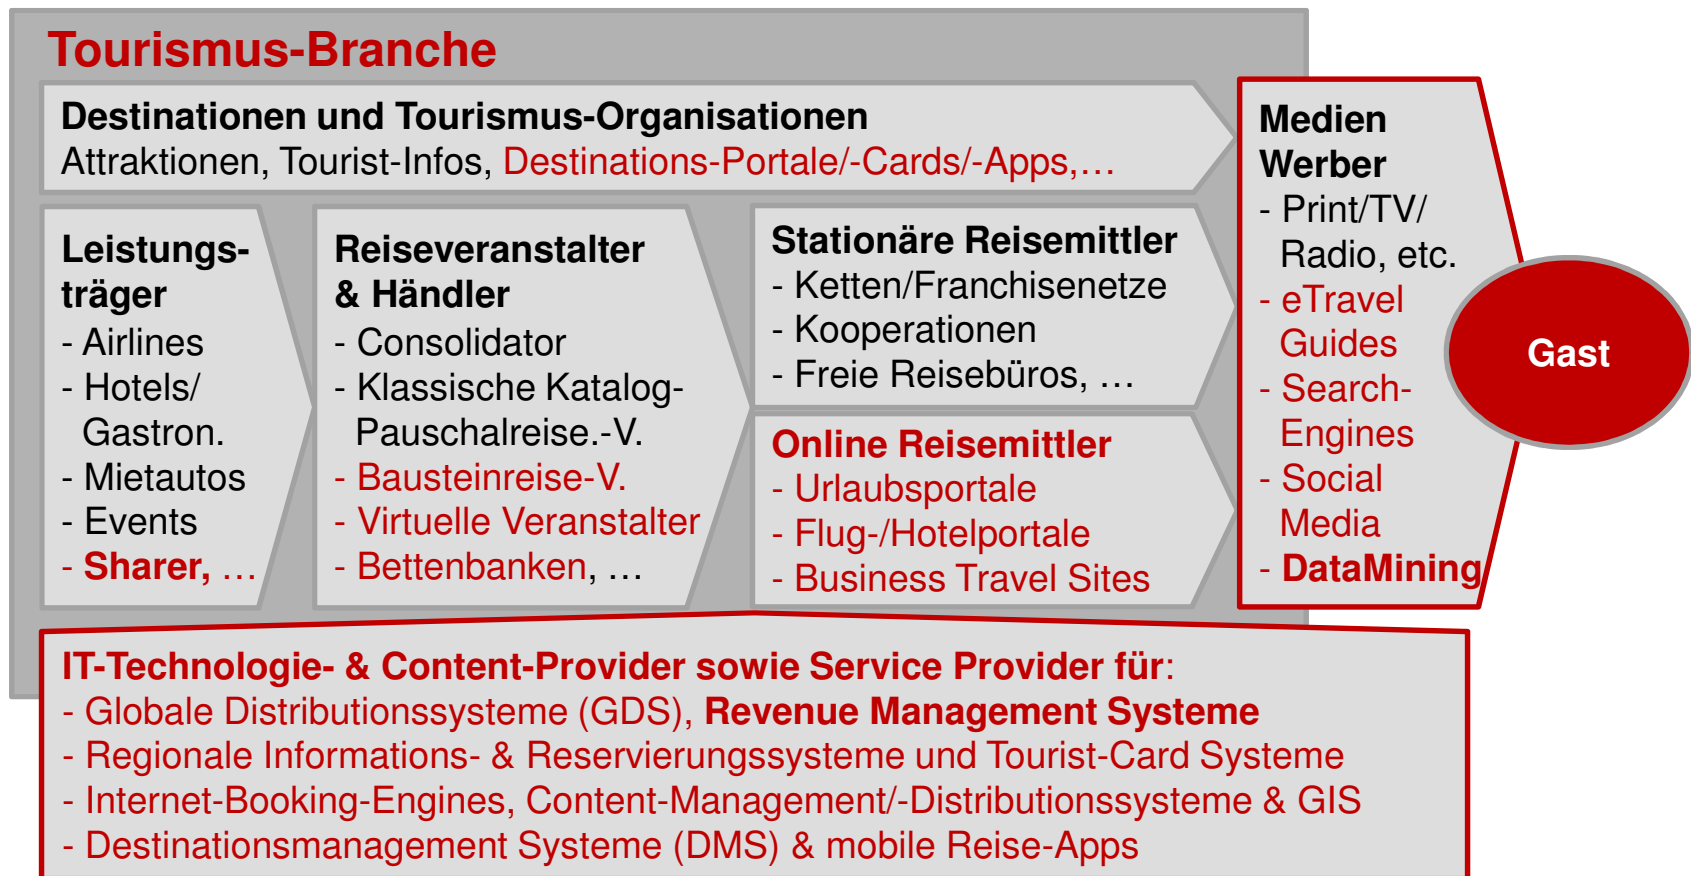 Tourismus-Branche
Destinationen und Tourismus-Organisationen
Attraktionen, Tourist-Infos, Destinations-Portale/-Cards/-Apps,…
Leistungs-
träger
- Airlines
- Hotels/
Gastron.
- Mietautos
- Events
- Sharer, …
Reiseveranstalter
& Händler
- Consolidator
- Klassische Katalog-
Pauschalreise.-V.
- Bausteinreise-V.
- Virtuelle Veranstalter
- Bettenbanken, …
Stationäre Reisemittler
- Ketten/Franchisenetze
- Kooperationen
- Freie Reisebüros, …
Online Reisemittler
- Urlaubsportale
- Flug-/Hotelportale
- Business Travel Sites
Medien
Werber
- Print/TV/
Radio, etc.
- eTravel
Guides
- Search-
Engines
- Social
Media
- DataMining
Gast
IT-Technologie- & Content-Provider sowie Service Provider für:
- Globale Distributionssysteme (GDS), Revenue Management Systeme
- Regionale Informations- & Reservierungssysteme und Tourist-Card Systeme
- Internet-Booking-Engines, Content-Management/-Distributionssysteme & GIS
- Destinationsmanagement Systeme (DMS) & mobile Reise-Apps